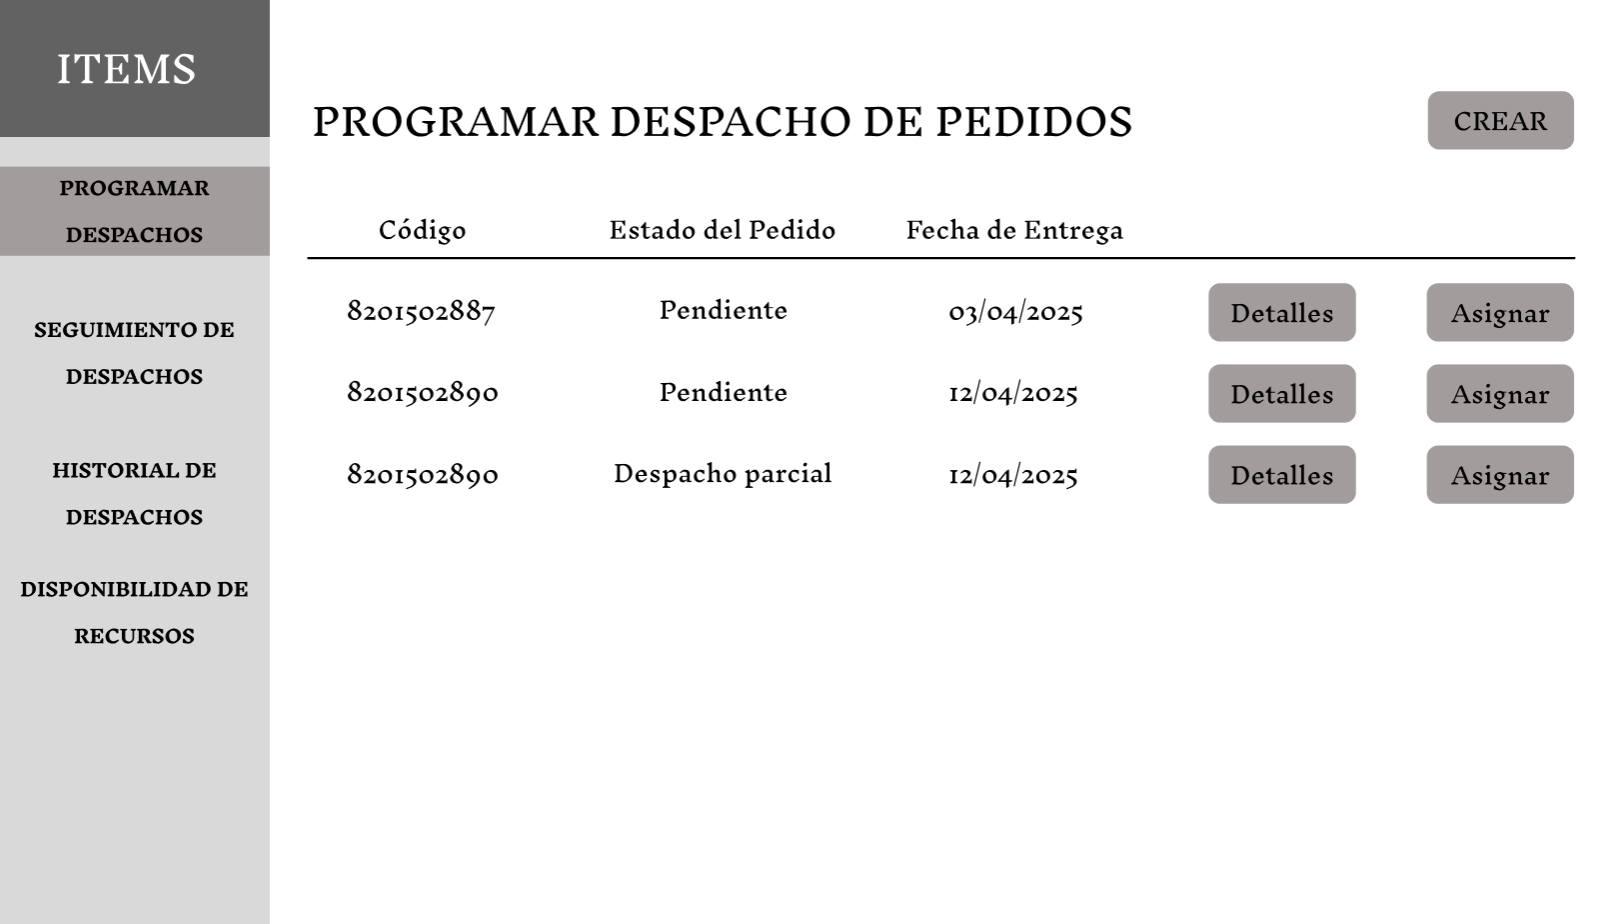 ITEMS
PROGRAMAR
DESPACHOS
SEGUIMIENTO DE
DESPACHOS
HISTORIAL DE
DESPACHOS
DISPONIBILIDAD DE
RECURSOS
PROGRAMAR DESPACHO DE PEDIDOS
CREAR
Código Estado del Pedido Fecha de Entrega
8201502887 Pendiente 03/04/2025 Detalles Asignar
8201502890 Pendiente 12/04/2025 Detalles Asignar
8201502890 Despacho parcial 12/04/2025 Detalles Asignar